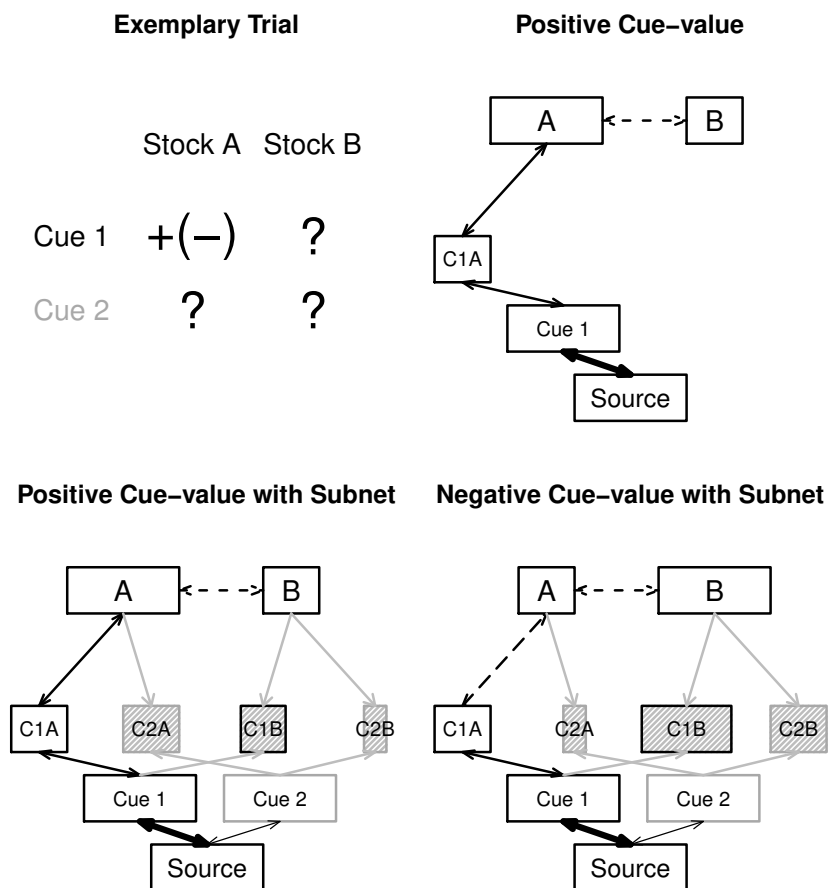 Exemplary Trial
Stock A Stock B
Cue 1 +(−) ?
Cue 2 ? ?
Positive Cue−value
A B
C1A
Cue 1
Source
Positive Cue−value with Subnet
A B
C1A C2A C1B C2B
Cue 1 Cue 2
Source
Negative Cue−value with Subnet
A B
C1A C2A C1B C2B
Cue 1 Cue 2
Source